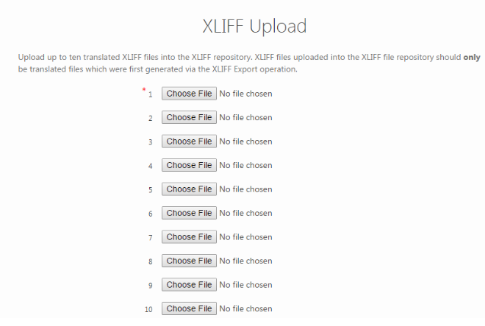 XLIFF Upload
Upload up to ten translated XLIFF files into the XLIFF repository. XLIFF files uploaded into the XLIFF file repository should only
be translated files which were first generated via the XLIFF Export operation.
* 1 Choose File No file chosen
2 Choose File No file chosen
3 Choose File No file chosen
4 Choose File No file chosen
5 Choose File No file chosen
6 Choose File No file chosen
7 Choose File No file chosen
8 Choose File No file chosen
9 Choose File No file chosen
10 Choose File No file chosen